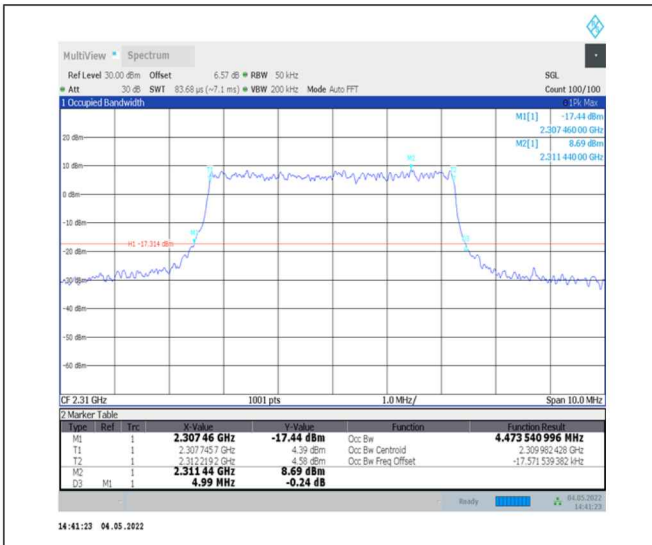 MultiView Spectrum
Ref Level 30.00 dBm Offset 6.57 dB RBW 50 kHz SGL
Att 30 dB SWT 83.68 µs (~7.1 ms) VBW 200 kHz Mode Auto FFT Count 100/100
1 Occupied Bandwidth 1Pk Max
M1[1] -17.44 dBm
2.307 460 00 GHz
M2[1] 8.69 dBm
2.311 440 00 GHz
20 dBm
10 dBm
T1 M2 T2
0 dBm
-10 dBm
M1 D3
H1 -17.314 dBm
-20 dBm
-30 dBm
-40 dBm
-50 dBm
-60 dBm
CF 2.31 GHz 1001 pts 1.0 MHz/ Span 10.0 MHz
2 Marker Table
Type Ref Trc X-Value Y-Value Function Function Result
M1 1 2.307 46 GHz -17.44 dBm Occ Bw 4.473 540 996 MHz
T1 1 2.307 745 7 GHz 4.39 dBm Occ Bw Centroid 2.309 982 428 GHz
T2 1 2.312 219 2 GHz 4.58 dBm Occ Bw Freq Offset -17.571 539 382 kHz
M2 1 2.311 44 GHz 8.69 dBm
D3 M1 1 4.99 MHz -0.24 dB
Ready 04.05.2022
14:41:23
14:41:23 04.05.2022